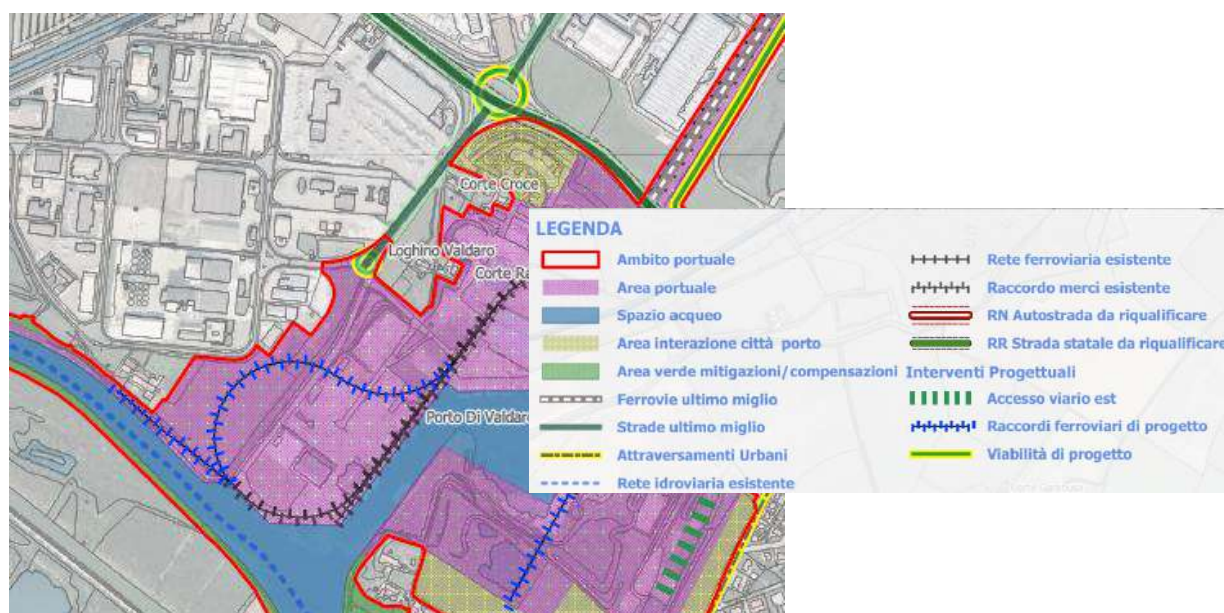 Corte Croce
Loghino Valdaro
Corte Ra
Porto Di Valdaro
LEGENDA
Ambito portuale
Area portuale
Spazio acqueo
Area interazione città porto
Area verde mitigazioni/compensazioni
Ferrovie ultimo miglio
Strade ultimo miglio
Attraversamenti Urbani
Rete idroviaria esistente
Rete ferroviaria esistente
Raccordo merci esistente
RN Autostrada da riqualificare
RR Strada statale da riqualificare
Interventi Progettuali
Accesso viario est
Raccordi ferroviari di progetto
Viabilità di progetto